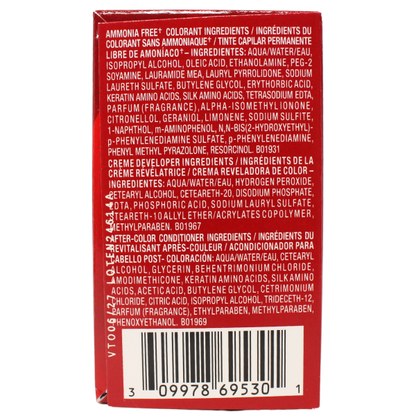 AMMONIA FREE† COLORANT INGREDIENTS / INGRÉDIENTS DU
COLORANT SANS AMMONIAQUE† / TINTE CAPILAR PERMANENTE
LIBRE DE AMONÍACO† – INGREDIENTES: AQUA/WATER/EAU,
ISOPROPYL ALCOHOL, OLEIC ACID, ETHANOLAMINE, PEG-2
SOYAMINE, LAURAMIDE MEA, LAURYL PYRROLIDONE, SODIUM
LAURETH SULFATE, BUTYLENE GLYCOL, ERYTHORBIC ACID,
KERATIN AMINO ACIDS, SILK AMINO ACIDS, TETRASODIUM EDTA,
PARFUM (FRAGRANCE), ALPHA-ISOMETHYL IONONE,
CITRONELLOL, GERANIOL, LIMONENE, SODIUM SULFITE,
1-NAPHTHOL, m-AMINOPHENOL, N,N-BIS(2-HYDROXYETHYL)-
p-PHENYLENEDIAMINE SULFATE, p-PHENYLENEDIAMINE,
PHENYL METHYL PYRAZOLONE, RESORCINOL. B01931
CREME DEVELOPER INGREDIENTS / INGRÉDIENTS DE LA
CRÈME RÉVÉLATRICE / CREMA REVELADORA DE COLOR –
INGREDIENTES: AQUA/WATER/EAU, HYDROGEN PEROXIDE,
CETEARYL ALCOHOL, CETEARETH-20, DISODIUM PHOSPHATE,
EDTA, PHOSPHORIC ACID, SODIUM LAURYL SULFATE,
STEARETH-10 ALLYL ETHER/ACRYLATES COPOLYMER,
METHYLPARABEN. B01967
AFTER-COLOR CONDITIONER INGREDIENTS / INGRÉDIENTS DU
REVITALISANT APRÈS-COULEUR / ACONDICIONADOR PARA
CABELLO POST- COLORACIÓN: AQUA/WATER/EAU, CETEARYL
ALCOHOL, GLYCERIN, BEHENTRIMONIUM CHLORIDE,
AMODIMETHICONE, KERATIN AMINO ACIDS, SILK AMINO
ACIDS, ACETIC ACID, BUTYLENE GLYCOL, CETRIMONIUM
CHLORIDE, CITRIC ACID, ISOPROPYL ALCOHOL, TRIDECETH-12,
PARFUM (FRAGRANCE), ETHYLPARABEN, METHYLPARABEN,
PHENOXYETHANOL. B01969
3 09978 69530 1